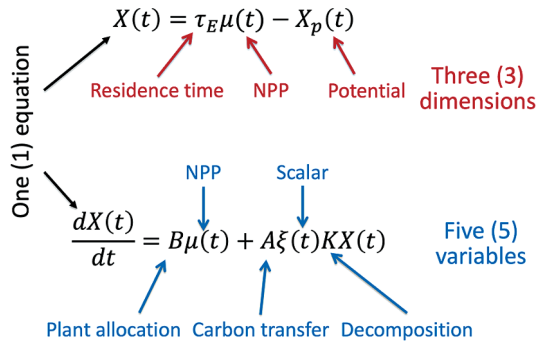 X(t) = τ_E μ(t) − X_p(t)
Residence time
NPP
Potential
Three (3)
dimensions
One (1) equation
NPP
Scalar
dX(t)/dt = Bμ(t) + Aξ(t)KX(t)
Five (5)
variables
Plant allocation
Carbon transfer
Decomposition